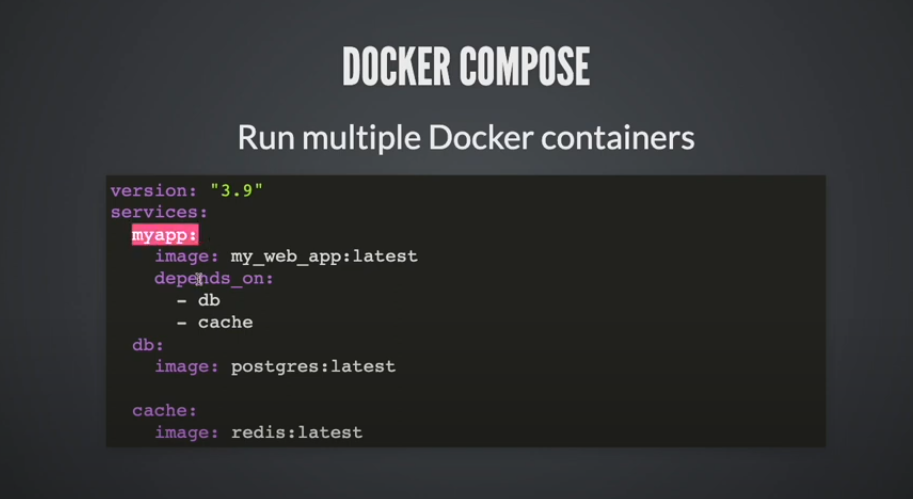 DOCKER COMPOSE
Run multiple Docker containers
version: "3.9"
services:
  myapp:
    image: my_web_app:latest
    depends_on:
      - db
      - cache
  db:
    image: postgres:latest

  cache:
    image: redis:latest